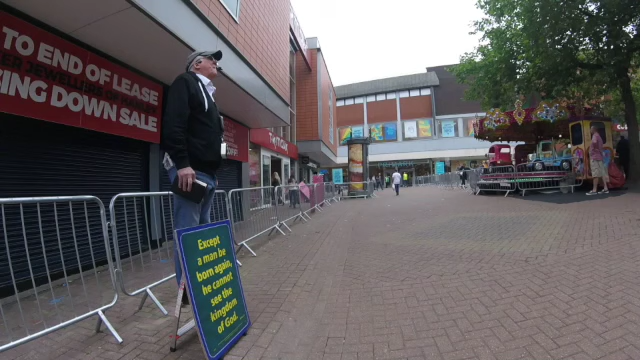 TO END OF LEASE
JEWELLERS
ING DOWN SALE
Except
a man be
born again,
he cannot
see the
kingdom
of God.